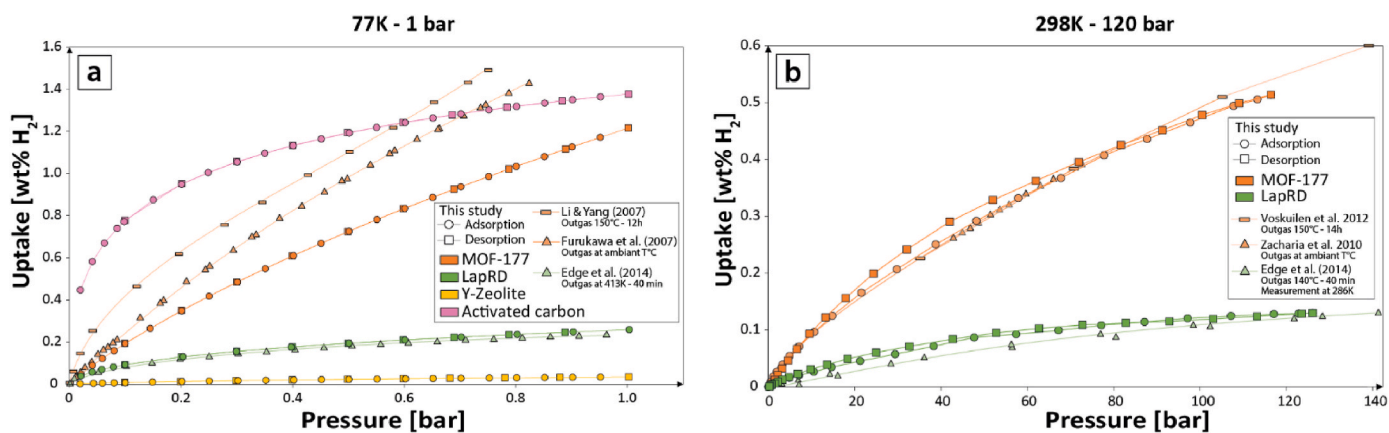 77K - 1 bar
a
Uptake [wt% H₂]
1.6
1.4
1.2
1.0
0.8
0.6
0.4
0.2
0
0
0.2
0.4
0.6
0.8
1.0
Pressure [bar]
This study
Adsorption
Desorption
MOF-177
LapRD
Y-Zeolite
Activated carbon
Li & Yang (2007)
Outgas 150°C - 12h
Furukawa et al. (2007)
Outgas at ambiant T°C
Edge et al. (2014)
Outgas at 413K - 40 min
298K - 120 bar
b
Uptake [wt% H₂]
0.6
0.5
0.4
0.3
0.2
0.1
0
0
20
40
60
80
100
120
140
Pressure [bar]
This study
Adsorption
Desorption
MOF-177
LapRD
Voskuilen et al. 2012
Outgas 150°C - 14h
Zacharia et al. 2010
Outgas at ambiant T°C
Edge et al. (2014)
Outgas 140°C - 40 min
Measurement at 286K